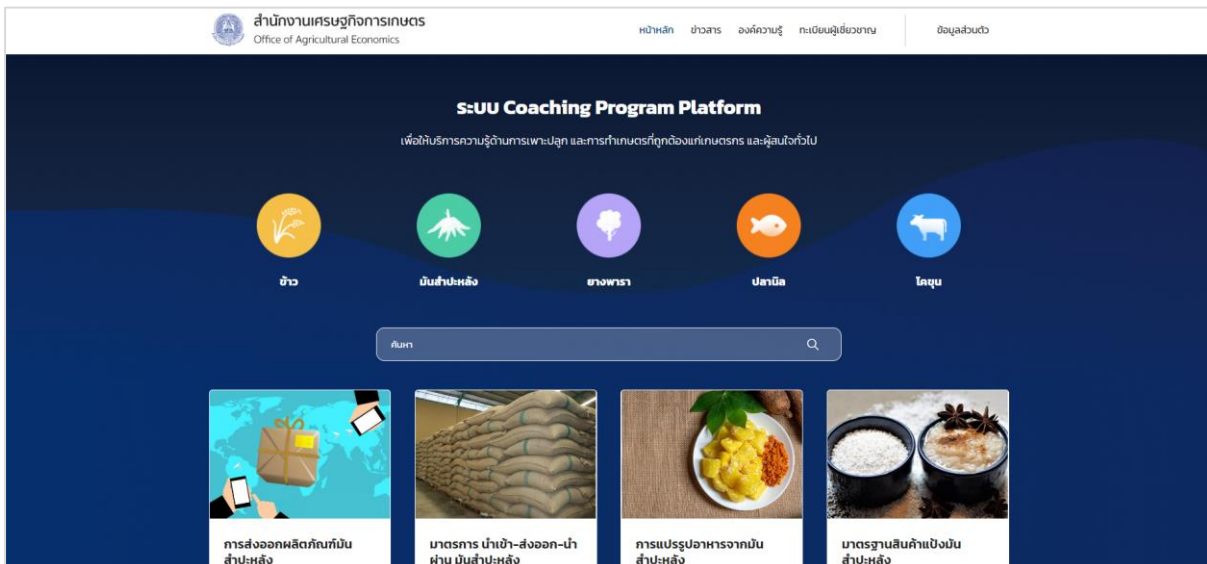 สำนักงานเศรษฐกิจการเกษตร
Office of Agricultural Economics
หน้าหลัก ข่าวสาร องค์ความรู้ ทะเบียนผู้เชี่ยวชาญ ข้อมูลส่วนตัว
ระบบ Coaching Program Platform
เพื่อให้บริการความรู้ด้านการเพาะปลูก และการทำเกษตรที่ถูกต้องแก่เกษตรกร และผู้สนใจทั่วไป
ข้าว มันสำปะหลัง ยางพารา ปลานิล โคขุน
ค้นหา
การส่งออกผลิตภัณฑ์มัน
สำปะหลัง
มาตรการ นำเข้า-ส่งออก-นำ
ผ่าน มันสำปะหลัง
การแปรรูปอาหารจากมัน
สำปะหลัง
มาตรฐานสินค้าแป้งมัน
สำปะหลัง